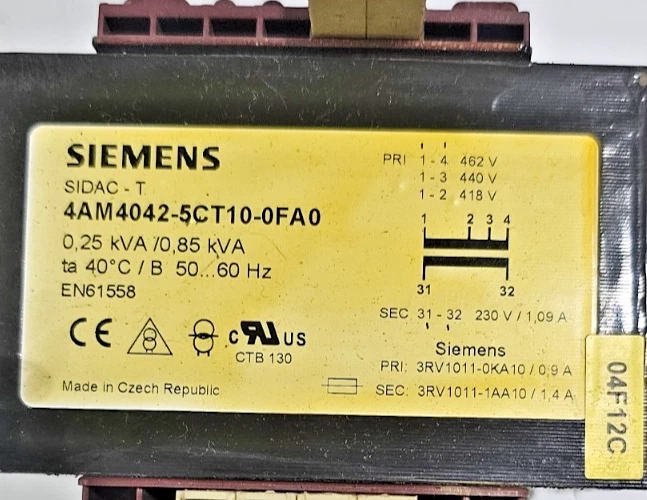 SIEMENS
SIDAC - T
4AM4042-5CT10-0FA0
0,25 kVA /0,85 kVA
ta 40°C / B 50...60 Hz
EN61558
CE
c RU US
CTB 130
Made in Czech Republic
PRI 1 - 4 462 V
1 - 3 440 V
1 - 2 418 V
1 2 3 4
31 32
SEC 31 - 32 230 V / 1,09 A
Siemens
PRI: 3RV1011-0KA10 / 0,9 A
SEC: 3RV1011-1AA10 / 1,4 A
04F12C